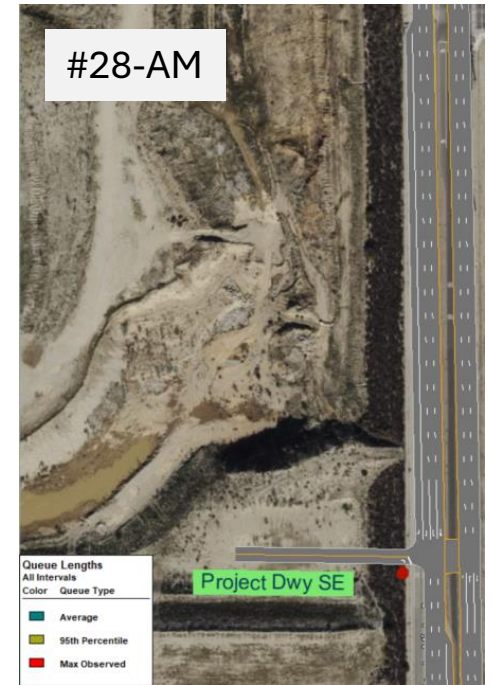 #28-AM
Project Dwy SE
Queue Lengths
All Intervals
Color Queue Type
Average
95th Percentile
Max Observed